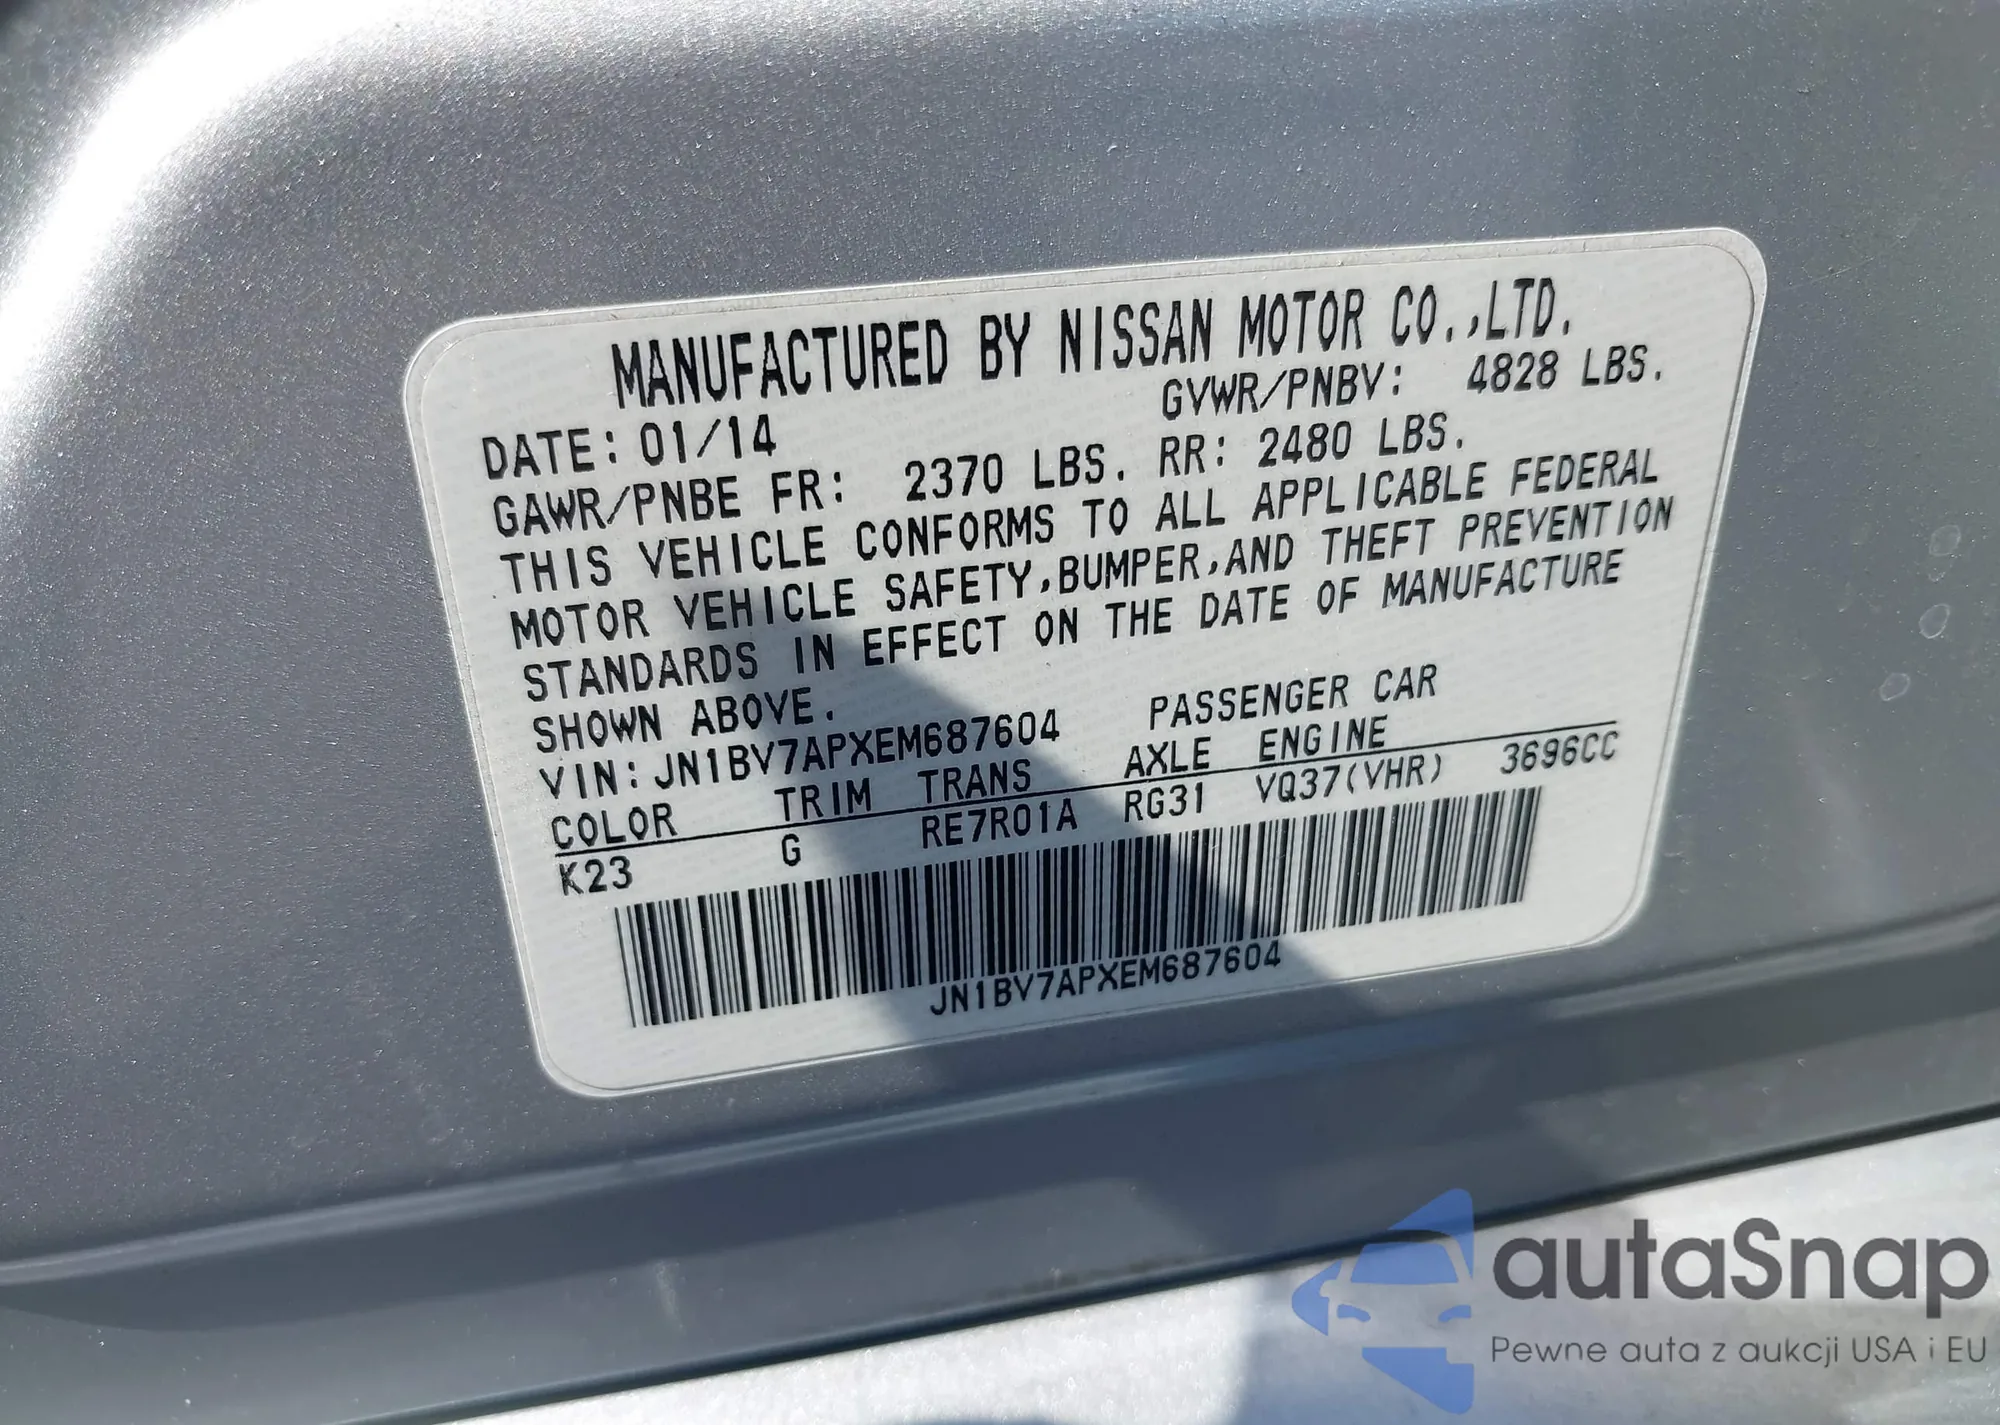 MANUFACTURED BY NISSAN MOTOR CO.,LTD.
DATE: 01/14 GVWR/PNBV: 4828 LBS.
GAWR/PNBE FR: 2370 LBS. RR: 2480 LBS.
THIS VEHICLE CONFORMS TO ALL APPLICABLE FEDERAL
MOTOR VEHICLE SAFETY,BUMPER,AND THEFT PREVENTION
STANDARDS IN EFFECT ON THE DATE OF MANUFACTURE
SHOWN ABOVE.
VIN: JN1BV7APXEM687604 PASSENGER CAR
COLOR TRIM TRANS AXLE ENGINE
K23 G RE7R01A RG31 VQ37(VHR) 3696CC
JN1BV7APXEM687604
autaSnap
Pewne auta z aukcji USA i EU